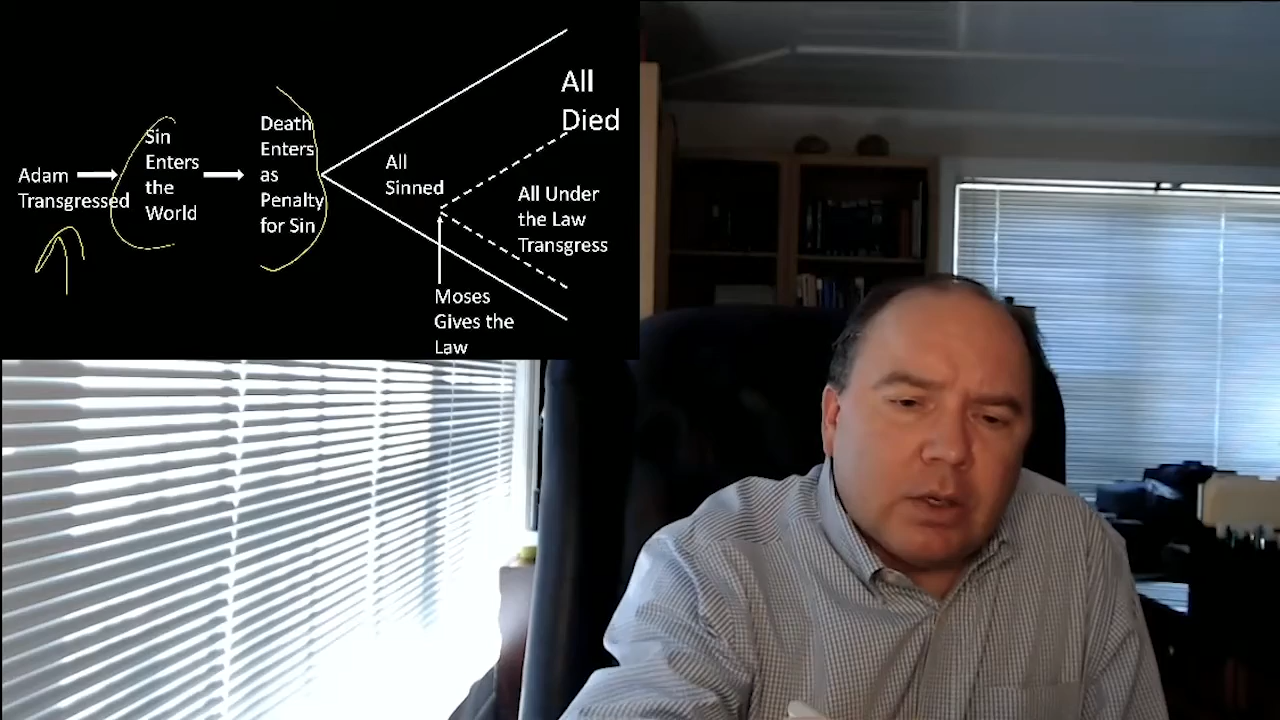 Adam
Transgressed
Sin
Enters
the
World
Death
Enters
as
Penalty
for Sin
All
Sinned
All
Died
All Under
the Law
Transgress
Moses
Gives the
Law